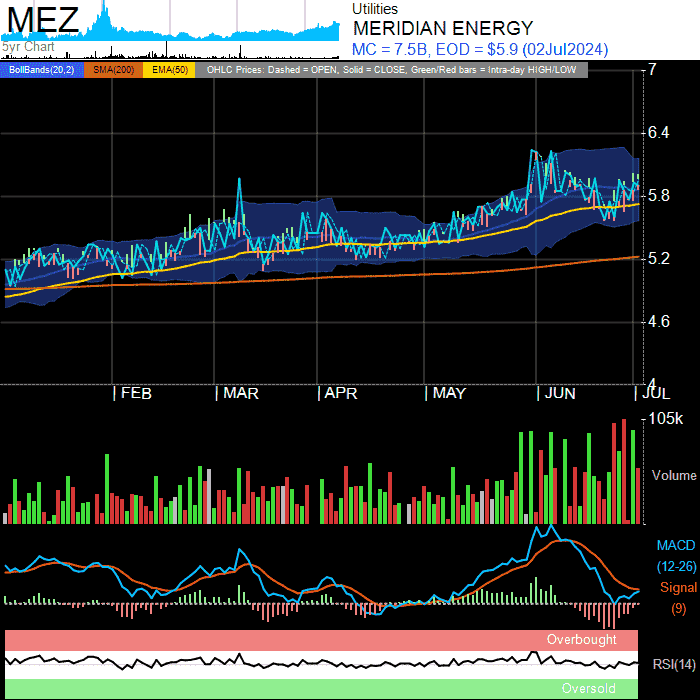 MEZ
5yr Chart
Utilities
MERIDIAN ENERGY
MC = 7.5B, EOD = $5.9 (02Jul2024)
BollBands(20,2) SMA(200) EMA(50) OHLC Prices: Dashed = OPEN, Solid = CLOSE, Green/Red bars = Intra-day HIGH/LOW
7
6.4
5.8
5.2
4.6
4
FEB MAR APR MAY JUN JUL
105k
Volume
MACD
(12-26)
Signal
(9)
Overbought
RSI(14)
Oversold